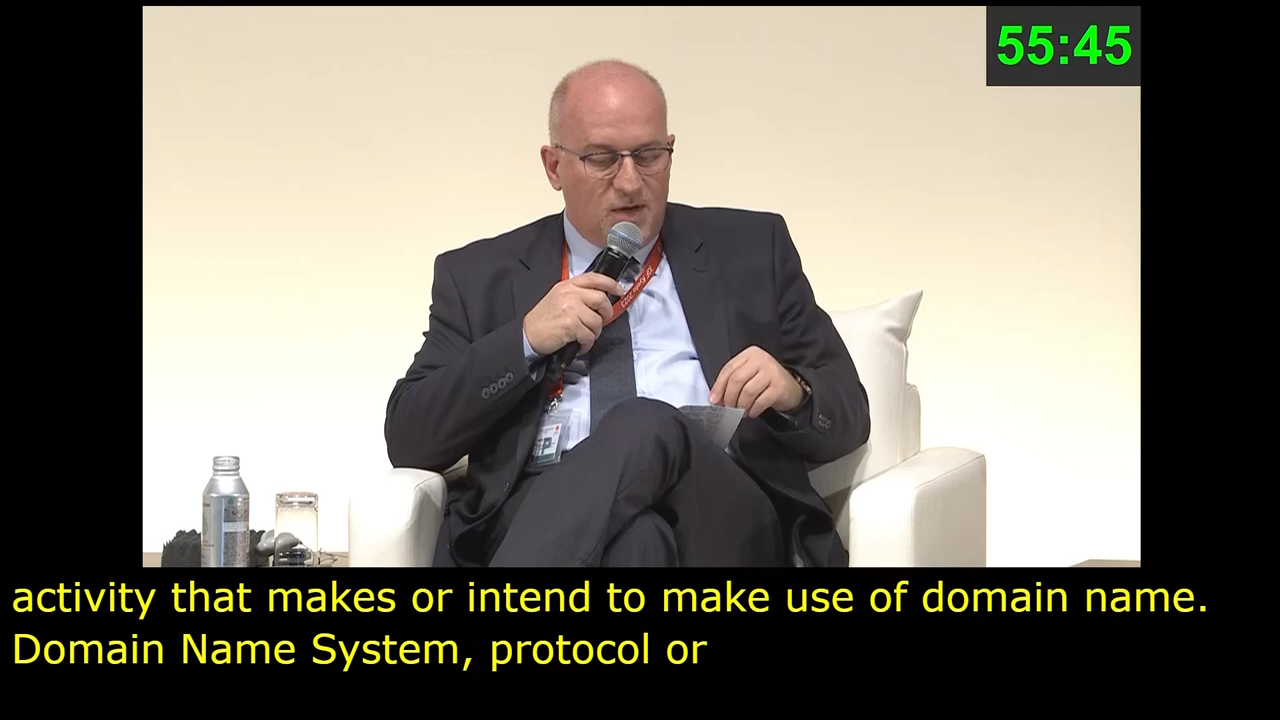 55:45
activity that makes or intend to make use of domain name.
Domain Name System, protocol or